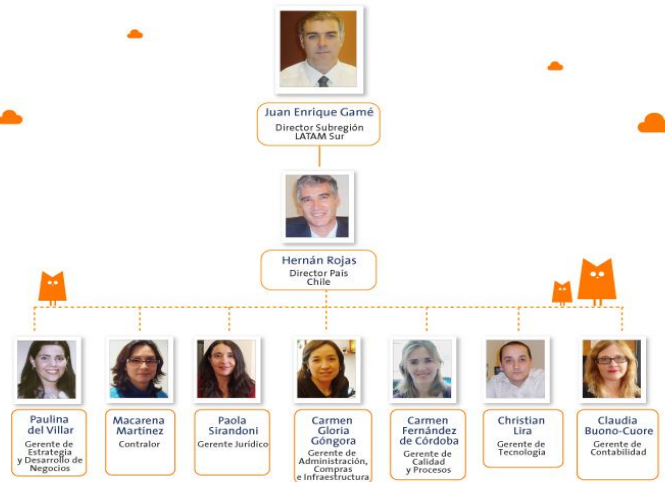 Juan Enrique Gamé
Director Subregión
LATAM Sur
Hernán Rojas
Director País
Chile
Paulina
del Villar
Gerente de
Estrategia
y Desarrollo de
Negocios
Macarena
Martinez
Contralor
Paola
Sirandoni
Gerente Jurídico
Carmen
Gloria
Góngora
Gerente de
Administración,
Compras
e Infraestructura
Carmen
Fernández
de Córdoba
Gerente de
Calidad
y Procesos
Christian
Lira
Gerente de
Tecnología
Claudia
Buono-Cuore
Gerente de
Contabilidad